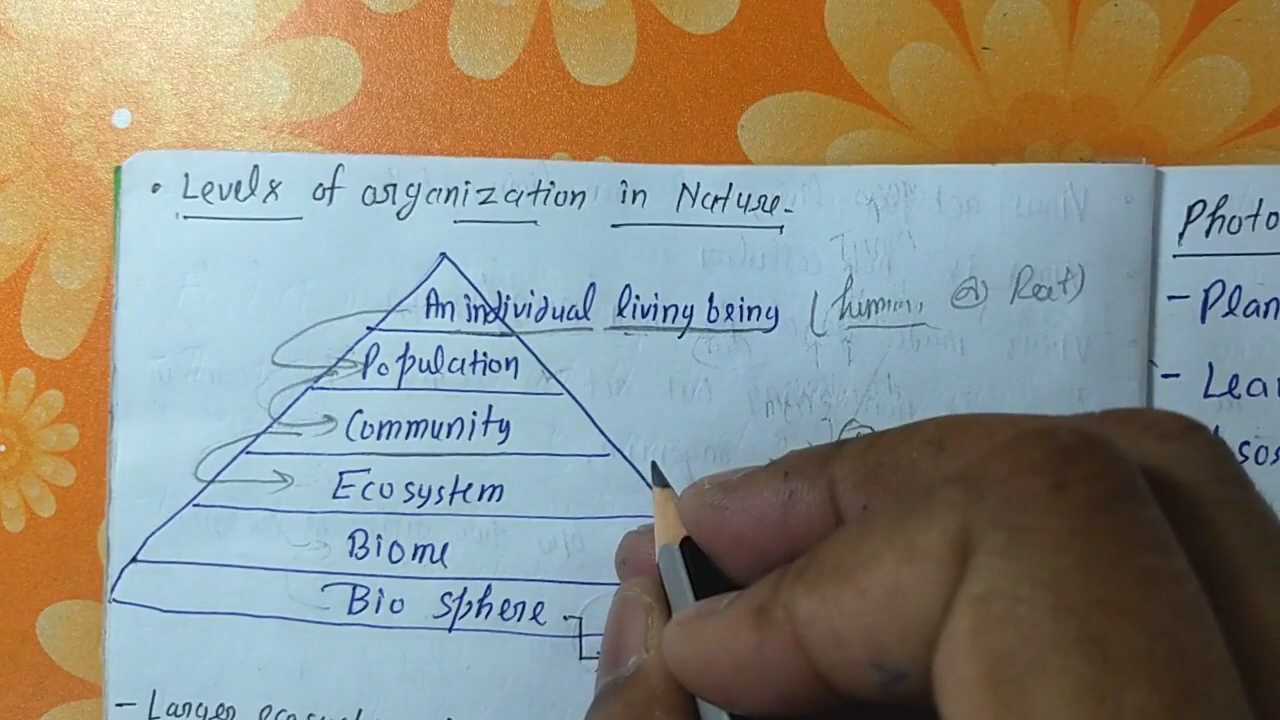 • Levels of organization in Nature.
An individual living being (human, Rat)
Population
Community
Ecosystem
Biome
Bio sphere
- Larger
Photo
- Plan
- Lea